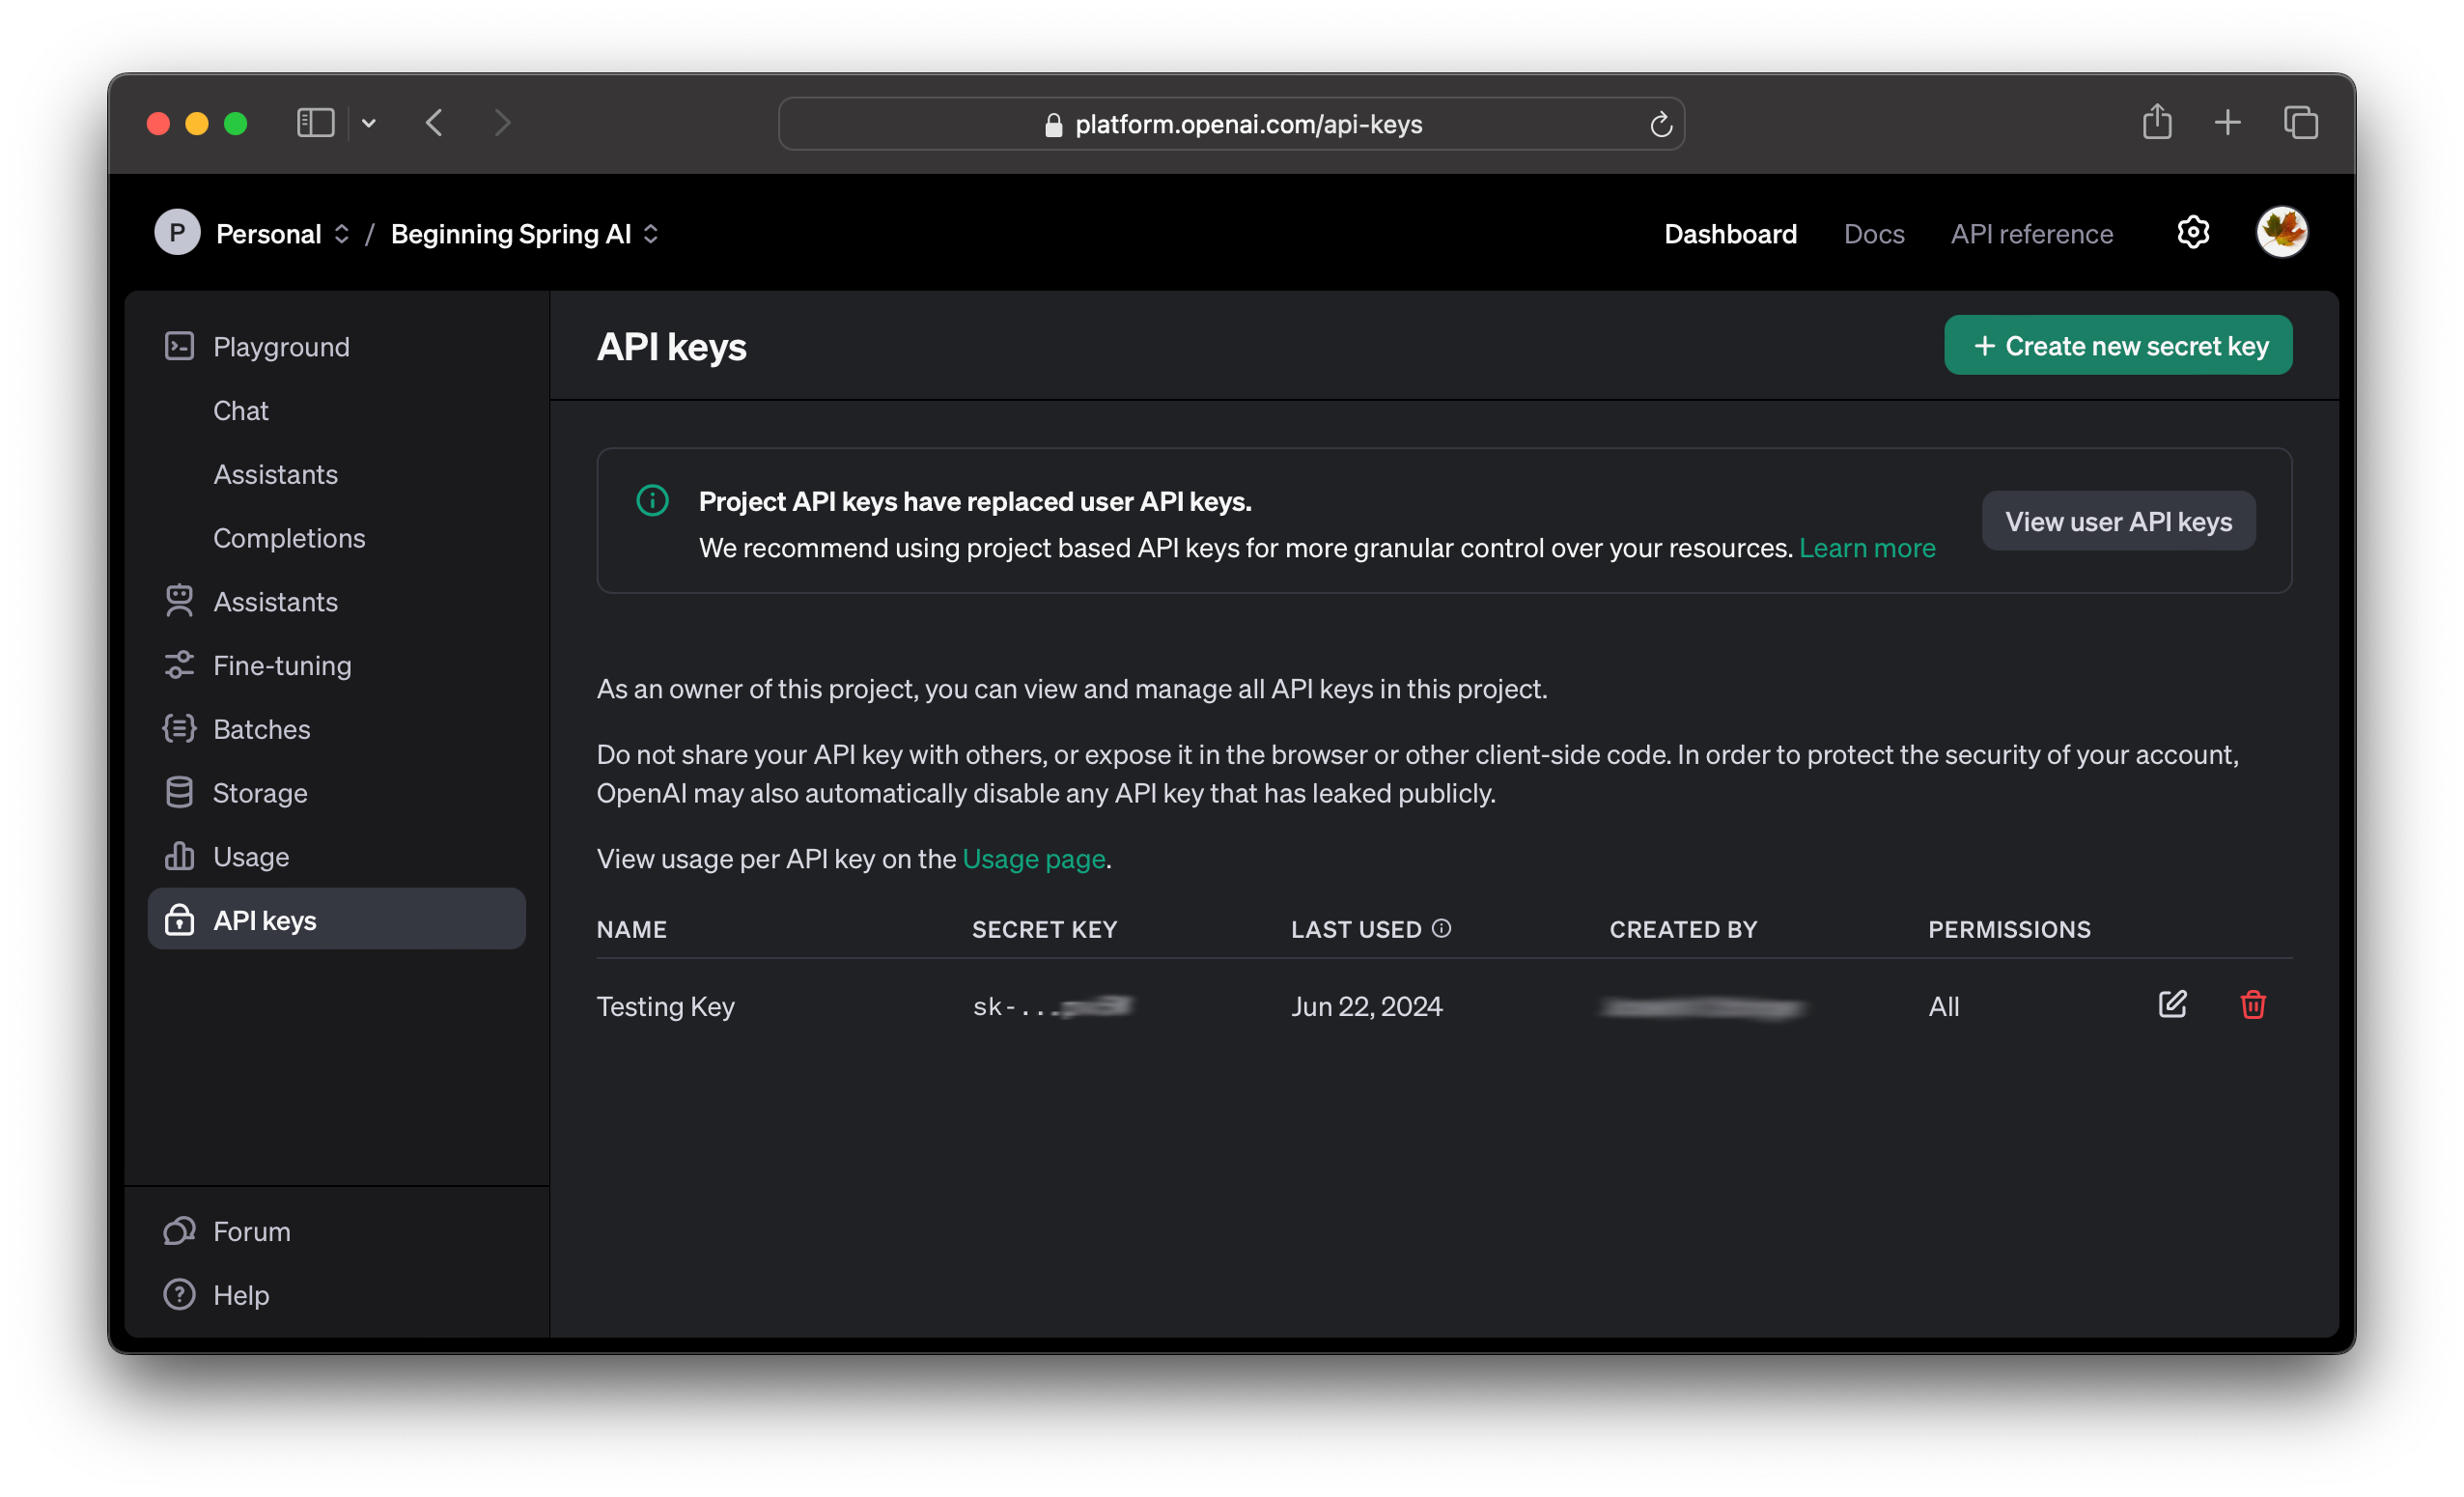 platform.openai.com/api-keys
P Personal / Beginning Spring AI
Dashboard Docs API reference
Playground
Chat
Assistants
Completions
Assistants
Fine-tuning
Batches
Storage
Usage
API keys
Forum
Help
API keys
+ Create new secret key
Project API keys have replaced user API keys.
We recommend using project based API keys for more granular control over your resources. Learn more
View user API keys
As an owner of this project, you can view and manage all API keys in this project.
Do not share your API key with others, or expose it in the browser or other client-side code. In order to protect the security of your account,
OpenAI may also automatically disable any API key that has leaked publicly.
View usage per API key on the Usage page.
NAME SECRET KEY LAST USED CREATED BY PERMISSIONS
Testing Key sk-... Jun 22, 2024 All